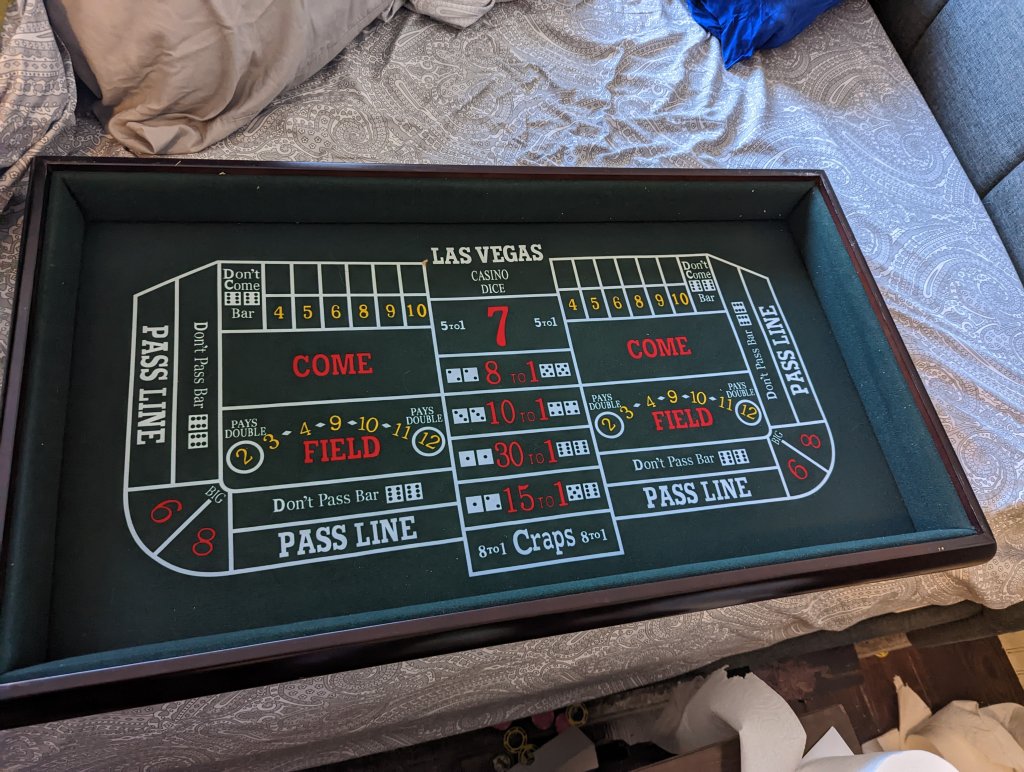 LAS VEGAS
CASINO
DICE
Don't
Come
Bar
4 5 6 8 9 10
5 TO 1 7 5 TO 1
4 5 6 8 9 10
Don't
Come
Bar
PASS LINE
Don't Pass Bar
COME
8 TO 1
COME
Don't Pass Bar
PASS LINE
PAYS
DOUBLE
2 3 4 9 10 11 12
PAYS
DOUBLE
FIELD
10 TO 1
PAYS
DOUBLE
2 3 4 9 10 11 12
PAYS
DOUBLE
FIELD
30 TO 1
BIG
6 8
Don't Pass Bar
PASS LINE
15 TO 1
8 TO 1 Craps 8 TO 1
Don't Pass Bar
PASS LINE
BIG
6 8